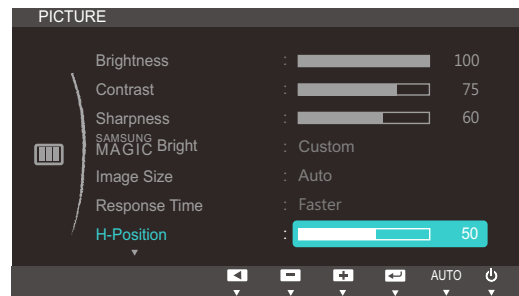 PICTURE
Brightness : 100
Contrast : 75
Sharpness : 60
SAMSUNG MAGIC Bright : Custom
Image Size : Auto
Response Time : Faster
H-Position : 50
AUTO